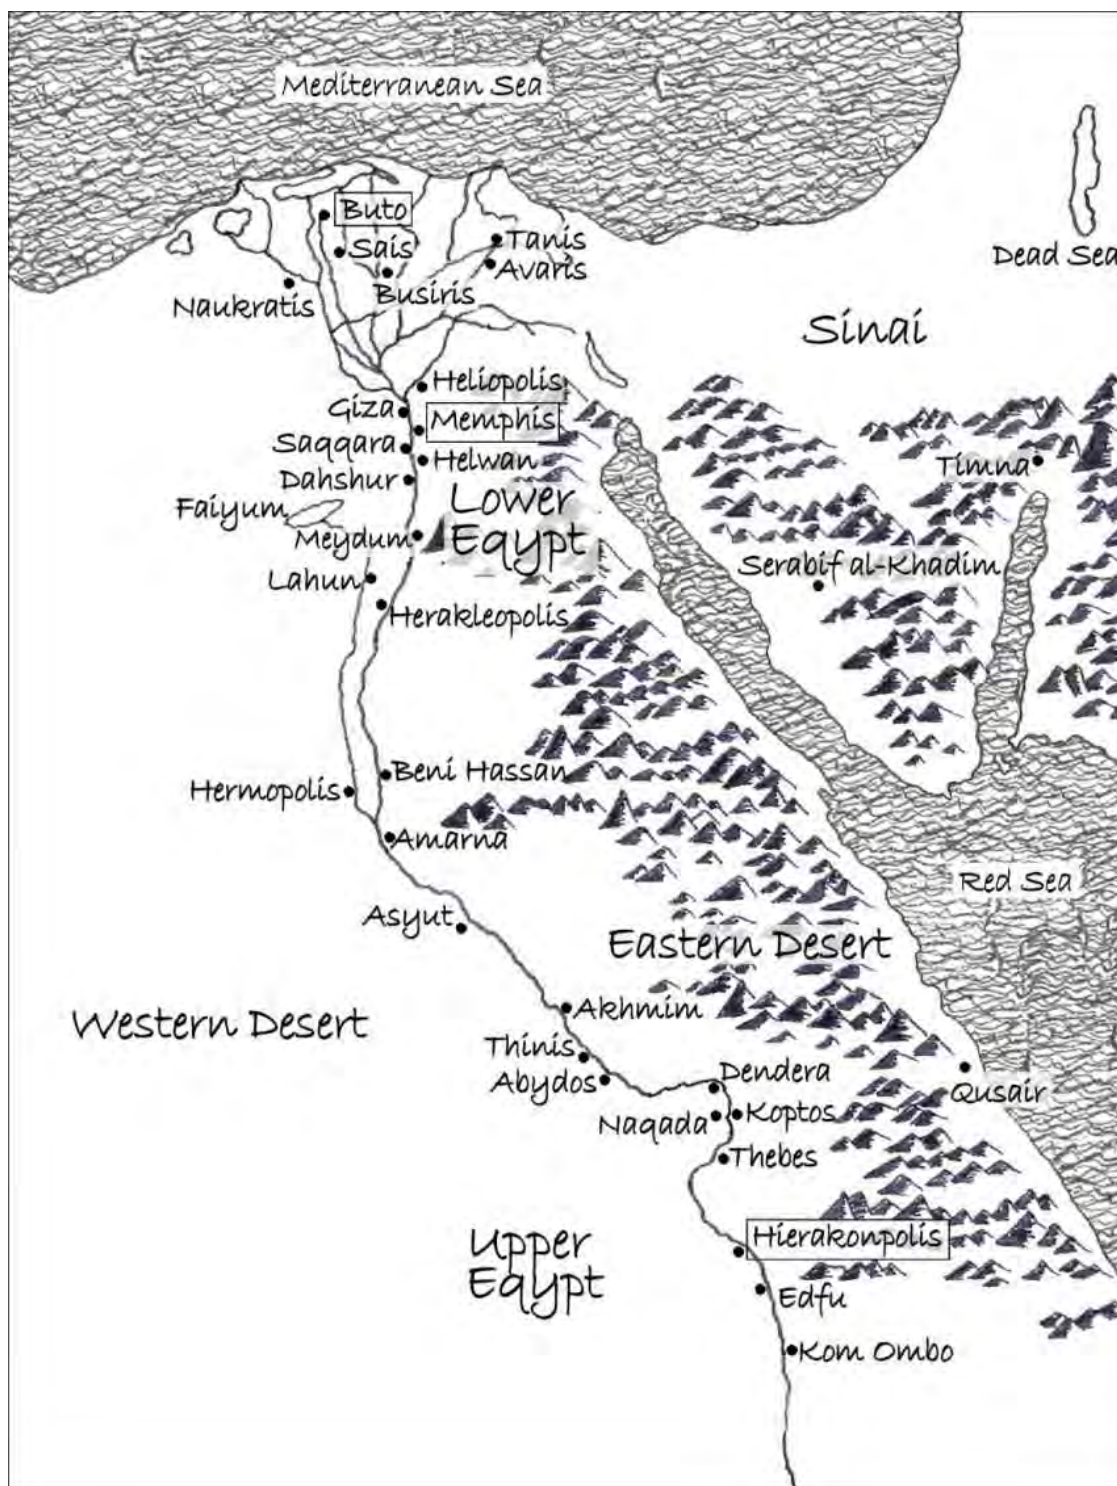 Mediterranean Sea
Buto
Sais
Tanis
Avaris
Busiris
Naukratis
Dead Sea
Sinai
Heliopolis
Giza
Memphis
Saqqara
Helwan
Dahshur
Timna
Faiyum
Lower
Egypt
Meydum
Lahun
Serabif al-Khadim
Herakleopolis
Beni Hassan
Hermopolis
Amarna
Red Sea
Asyut
Eastern Desert
Akhmim
Western Desert
Thinis
Abydos
Dendera
Qusair
Naqada
Koptos
Thebes
Upper
Egypt
Hierakonpolis
Edfu
Kom Ombo